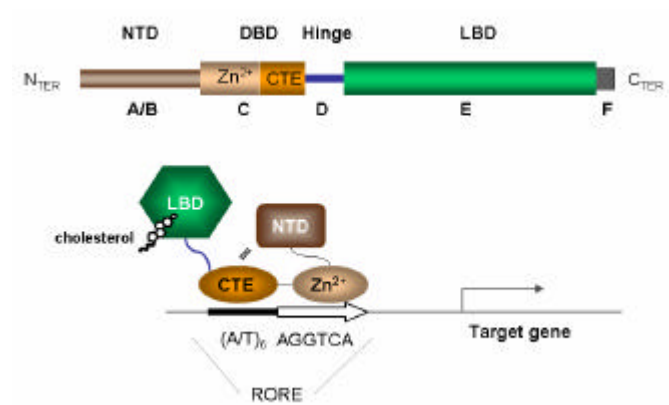 NTD DBD Hinge LBD
N_TER Zn²⁺ CTE C_TER
A/B C D E F
LBD
NTD
cholesterol
CTE Zn²⁺
(A/T)₆ AGGTCA Target gene
RORE